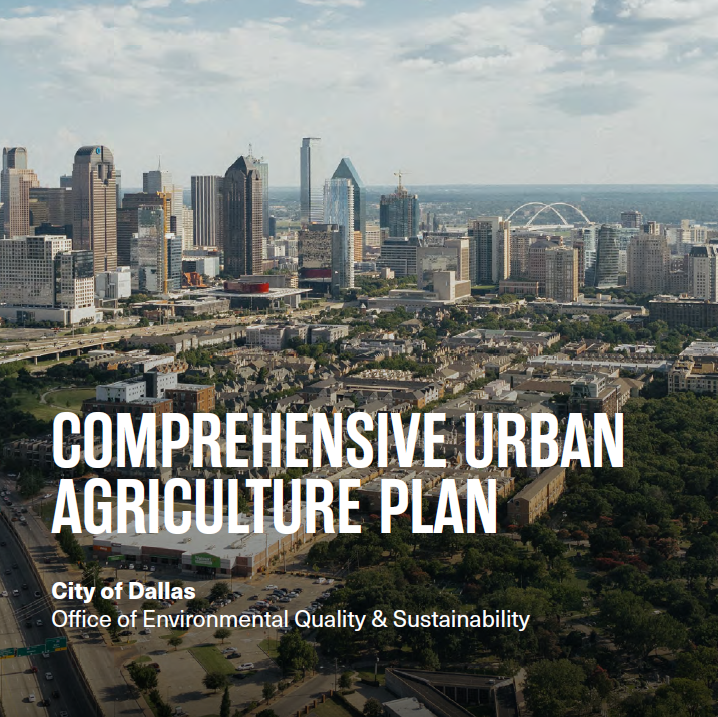 COMPREHENSIVE URBAN
AGRICULTURE PLAN
City of Dallas
Office of Environmental Quality & Sustainability